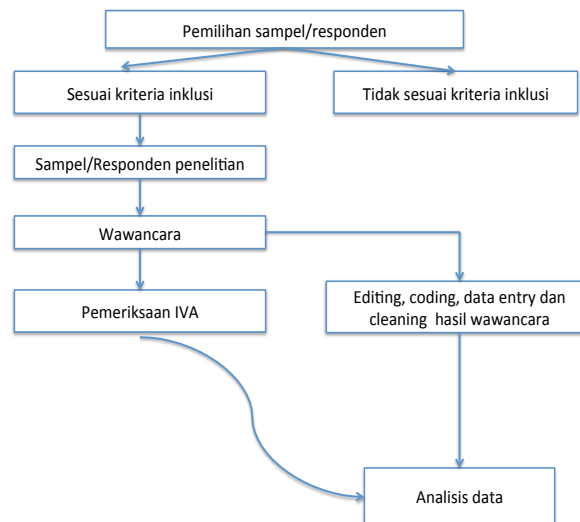 Pemilihan sampel/responden
Sesuai kriteria inklusi
Tidak sesuai kriteria inklusi
Sampel/Responden penelitian
Wawancara
Pemeriksaan IVA
Editing, coding, data entry dan
cleaning hasil wawancara
Analisis data